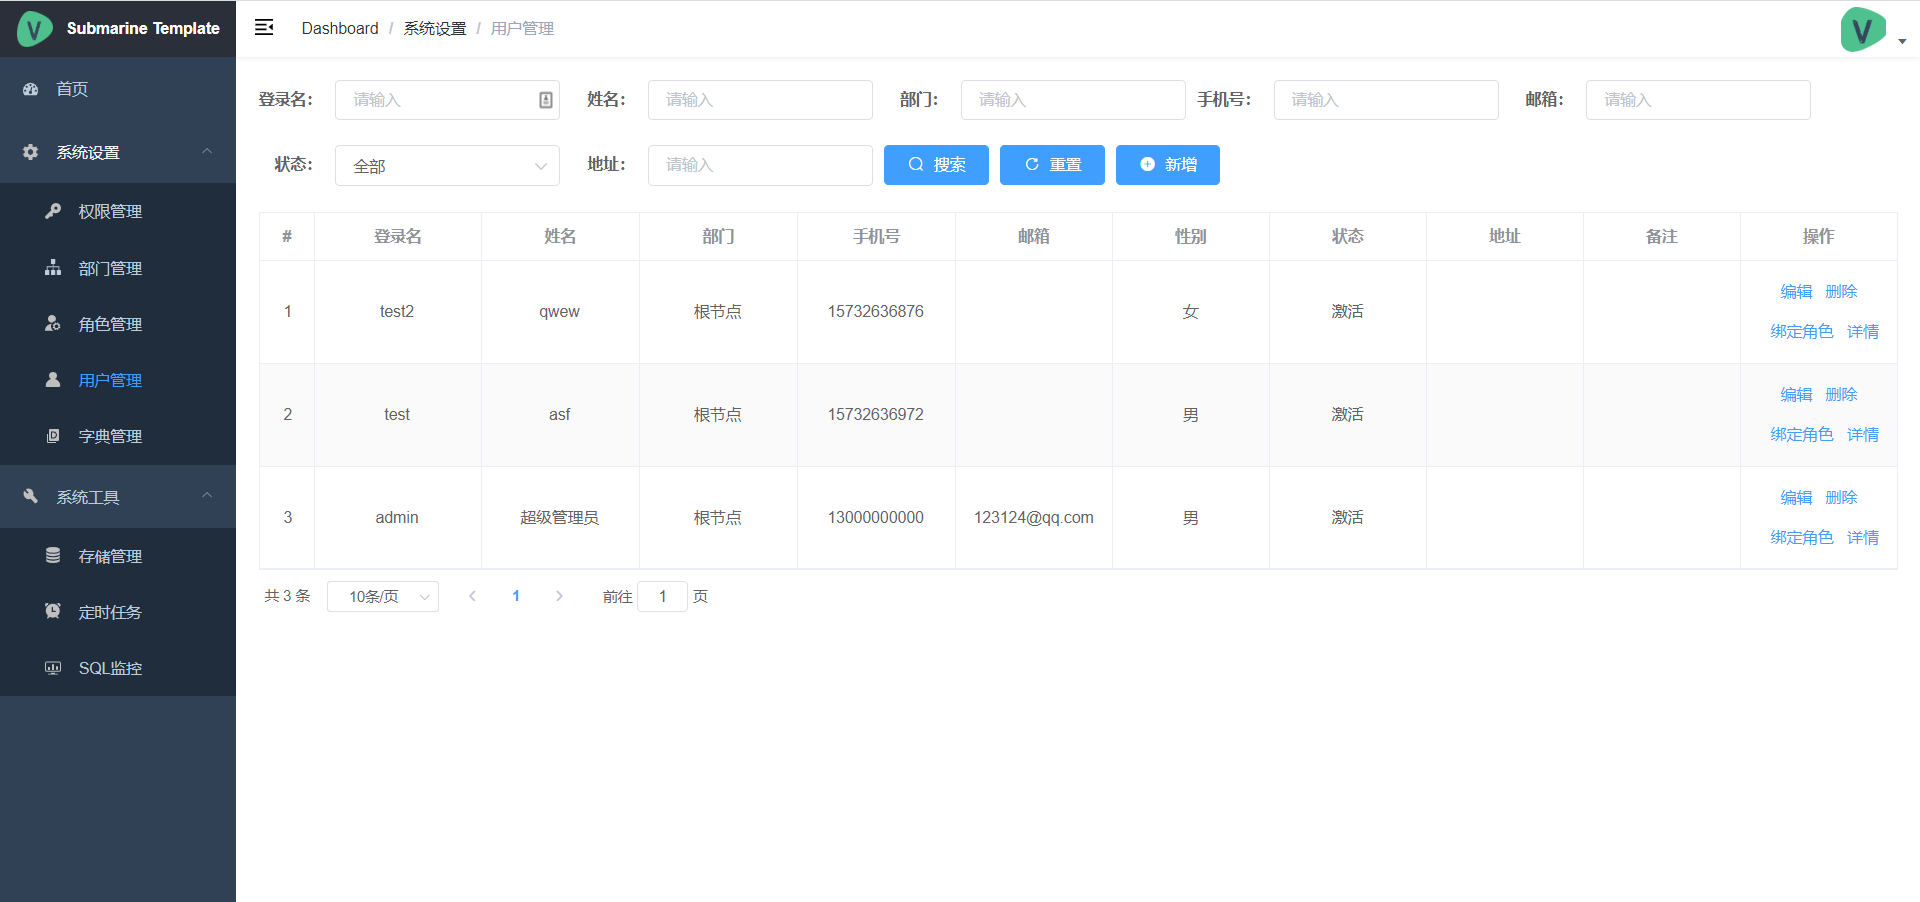 Submarine Template
Dashboard / 系统设置 / 用户管理
首页
系统设置
权限管理
部门管理
角色管理
用户管理
字典管理
系统工具
存储管理
定时任务
SQL监控
登录名： 请输入 姓名： 请输入 部门： 请输入 手机号： 请输入 邮箱： 请输入
状态： 全部 地址： 请输入 搜索 重置 新增
# 登录名 姓名 部门 手机号 邮箱 性别 状态 地址 备注 操作
1 test2 qwew 根节点 15732636876 女 激活 编辑 删除
绑定角色 详情
2 test asf 根节点 15732636972 男 激活 编辑 删除
绑定角色 详情
3 admin 超级管理员 根节点 13000000000 123124@qq.com 男 激活 编辑 删除
绑定角色 详情
共 3 条 10条/页 1 前往 1 页